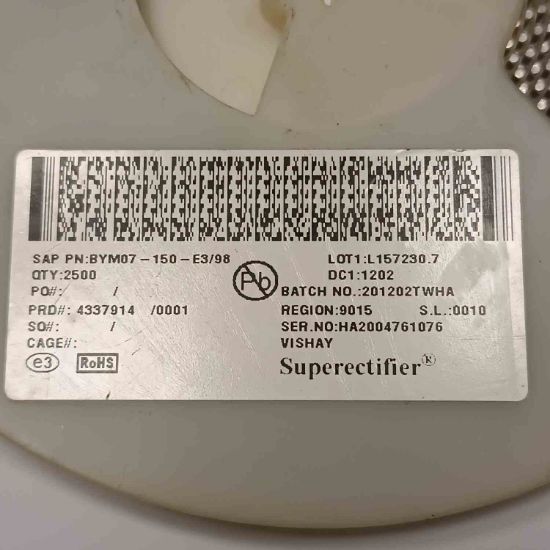 SAP PN:BYM07-150-E3/98
LOT1:L157230.7
QTY:2500
DC1:1202
Pb
PO#: /
BATCH NO.:201202TWHA
PRD#: 4337914 /0001
REGION:9015 S.L.:0010
SO#: /
SER.NO:HA2004761076
CAGE#:
VISHAY
e3 RoHS
Superectifier®